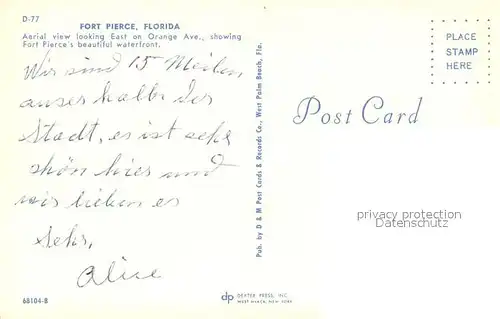 D-77
FORT PIERCE, FLORIDA
Aerial view looking East on Orange Ave., showing
Fort Pierce's beautiful waterfront.
Wir sind 15 Meilen
auserhalb der
Stadt, es ist sehr
shön hier und
wir lieben es
sehr,
Alice
68104-B
Pub. by D & M Post Cards & Records Co., West Palm Beach, Fla.
dp DEXTER PRESS, INC.
WEST NYACK, NEW YORK
PLACE
STAMP
HERE
Post Card
privacy protection
Datenschutz